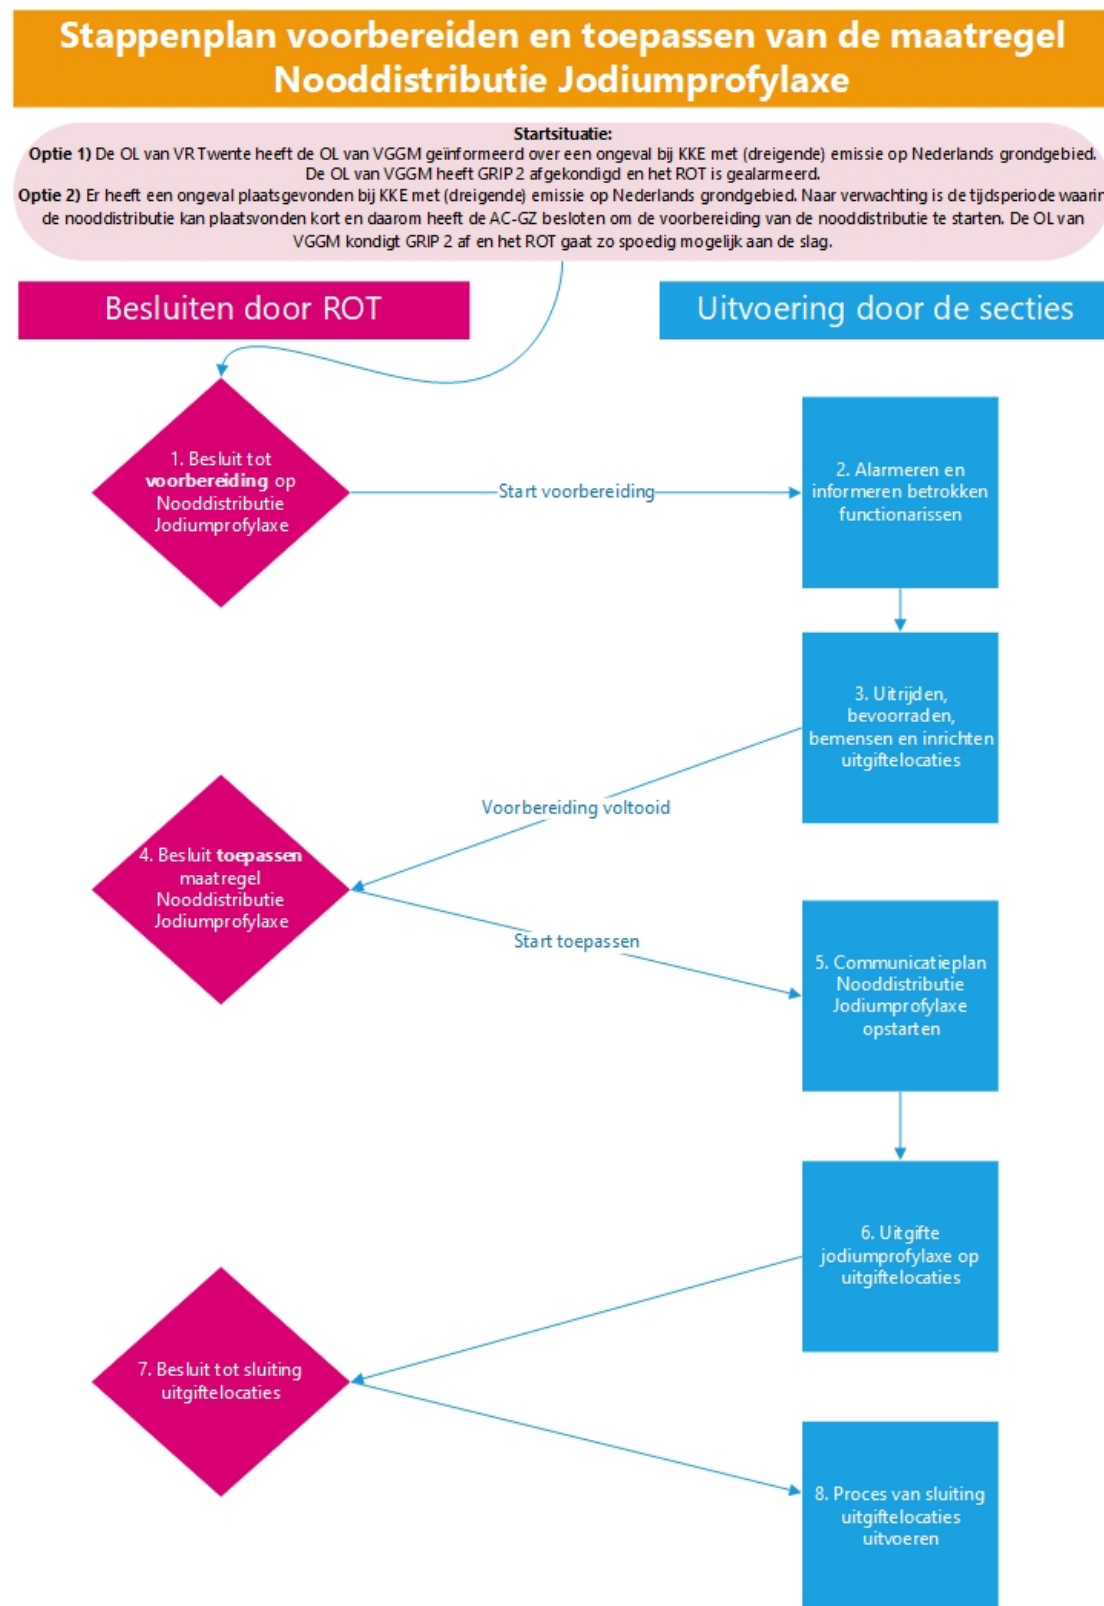 Stappenplan voorbereiden en toepassen van de maatregel
Nooddistributie Jodiumprofylaxe
Startsituatie:
Optie 1) De OL van VR Twente heeft de OL van VGGM geïnformeerd over een ongeval bij KKE met (dreigende) emissie op Nederlands grondgebied.
De OL van VGGM heeft GRIP 2 afgekondigd en het ROT is gealarmeerd.
Optie 2) Er heeft een ongeval plaatsgevonden bij KKE met (dreigende) emissie op Nederlands grondgebied. Naar verwachting is de tijdsperiode waarin
de nooddistributie kan plaatsvonden kort en daarom heeft de AC-GZ besloten om de voorbereiding van de nooddistributie te starten. De OL van
VGGM kondigt GRIP 2 af en het ROT gaat zo spoedig mogelijk aan de slag.
Besluiten door ROT
Uitvoering door de secties
1. Besluit tot
voorbereiding op
Nooddistributie
Jodiumprofylaxe
Start voorbereiding
2. Alarmeren en
informeren betrokken
functionarissen
3. Uitrijden,
bevoorraden,
bemensen en inrichten
uitgiftelocaties
Voorbereiding voltooid
4. Besluit toepassen
maatregel
Nooddistributie
Jodiumprofylaxe
Start toepassen
5. Communicatieplan
Nooddistributie
Jodiumprofylaxe
opstarten
6. Uitgifte
jodiumprofylaxe op
uitgiftelocaties
7. Besluit tot sluiting
uitgiftelocaties
8. Proces van sluiting
uitgiftelocaties
uitvoeren